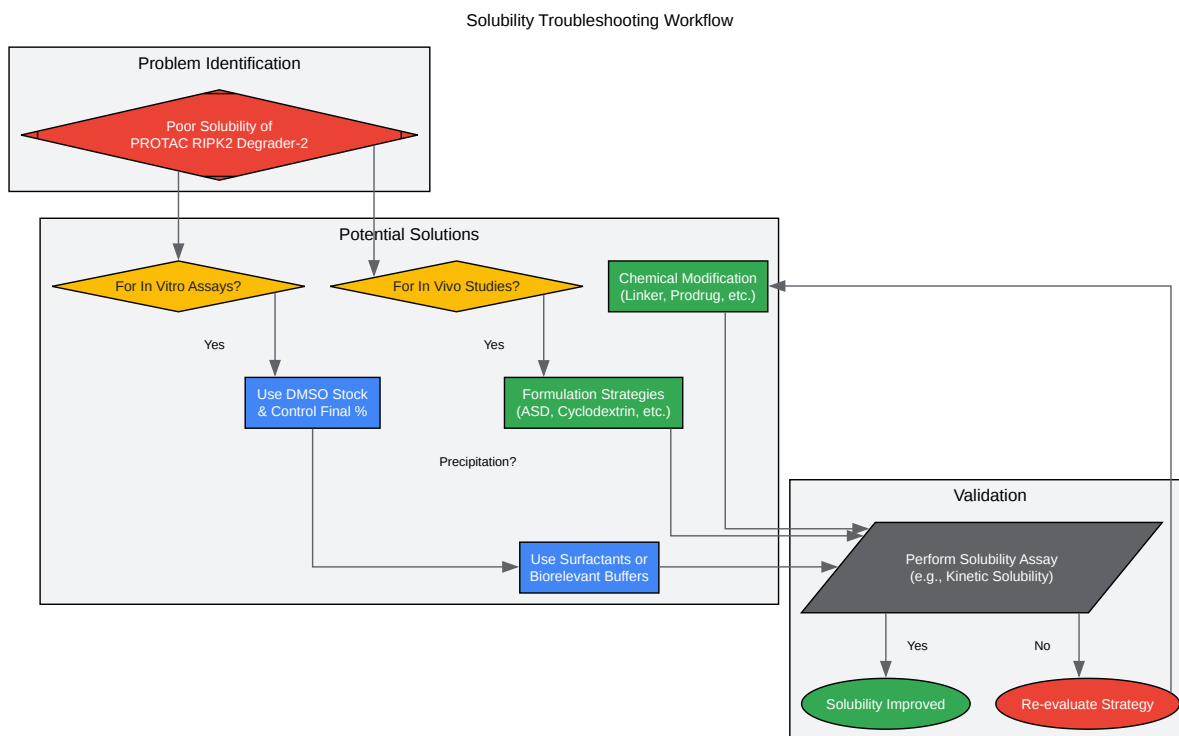 Solubility Troubleshooting Workflow
Problem Identification
Poor Solubility of
PROTAC RIPK2 Degrader-2
Potential Solutions
For In Vitro Assays?
For In Vivo Studies?
Chemical Modification
(Linker, Prodrug, etc.)
Yes
Yes
Use DMSO Stock
& Control Final %
Formulation Strategies
(ASD, Cyclodextrin, etc.)
Precipitation?
Use Surfactants or
Biorelevant Buffers
Validation
Perform Solubility Assay
(e.g., Kinetic Solubility)
Yes
No
Solubility Improved
Re-evaluate Strategy